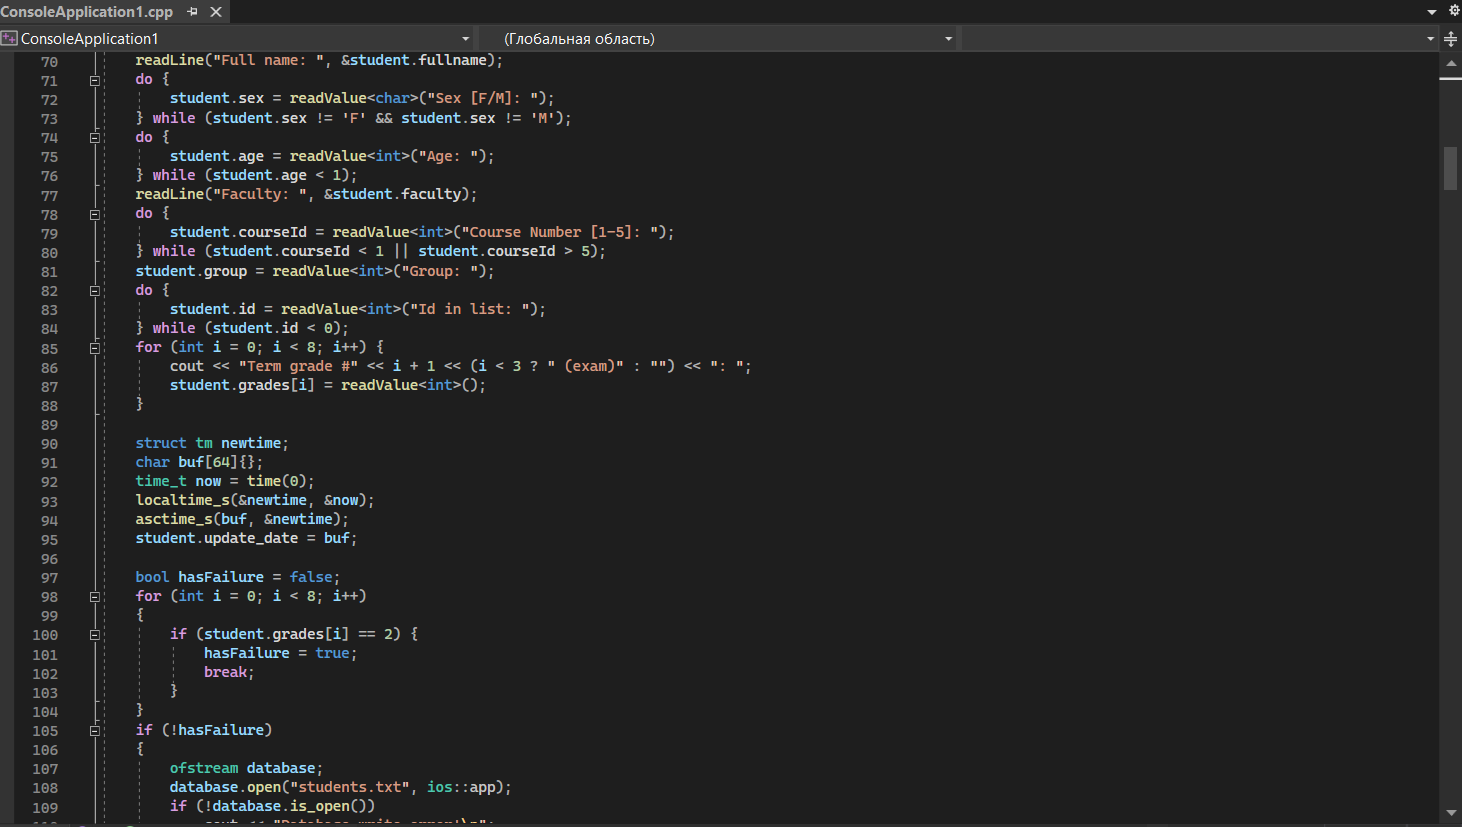 ConsoleApplication1.cpp
ConsoleApplication1 (Глобальная область)
70 readLine("Full name: ", &student.fullname);
71 do {
72 student.sex = readValue<char>("Sex [F/M]: ");
73 } while (student.sex != 'F' && student.sex != 'M');
74 do {
75 student.age = readValue<int>("Age: ");
76 } while (student.age < 1);
77 readLine("Faculty: ", &student.faculty);
78 do {
79 student.courseId = readValue<int>("Course Number [1-5]: ");
80 } while (student.courseId < 1 || student.courseId > 5);
81 student.group = readValue<int>("Group: ");
82 do {
83 student.id = readValue<int>("Id in list: ");
84 } while (student.id < 0);
85 for (int i = 0; i < 8; i++) {
86 cout << "Term grade #" << i + 1 << (i < 3 ? " (exam)" : "") << ": ";
87 student.grades[i] = readValue<int>();
88 }
89
90 struct tm newtime;
91 char buf[64]{};
92 time_t now = time(0);
93 localtime_s(&newtime, &now);
94 asctime_s(buf, &newtime);
95 student.update_date = buf;
96
97 bool hasFailure = false;
98 for (int i = 0; i < 8; i++)
99 {
100 if (student.grades[i] == 2) {
101 hasFailure = true;
102 break;
103 }
104 }
105 if (!hasFailure)
106 {
107 ofstream database;
108 database.open("students.txt", ios::app);
109 if (!database.is_open())